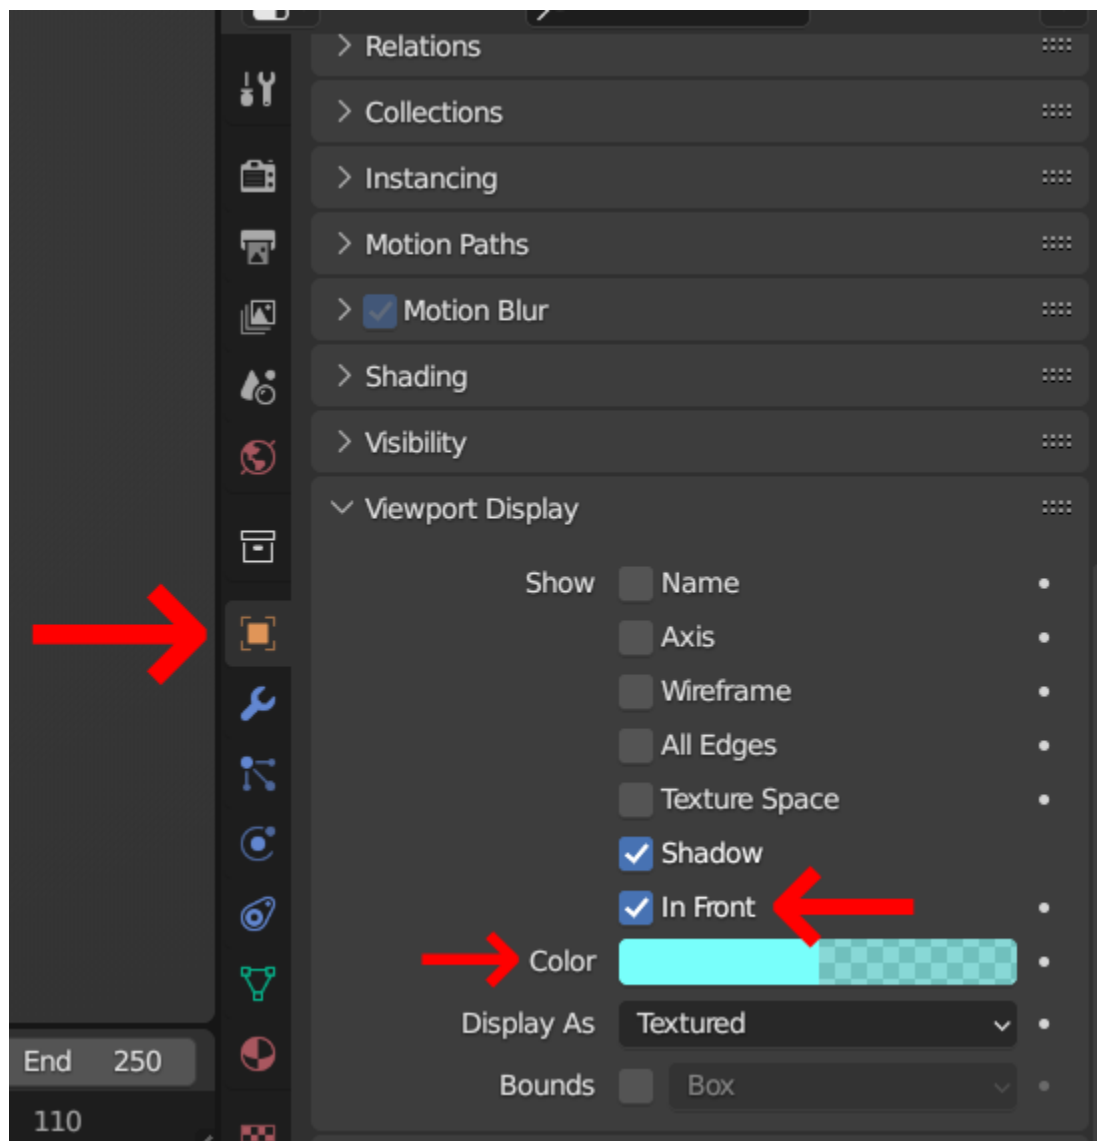 Relations
Collections
Instancing
Motion Paths
Motion Blur
Shading
Visibility
Viewport Display
Show Name
Axis
Wireframe
All Edges
Texture Space
Shadow
In Front
Color
Display As Textured
Bounds Box
End 250
110